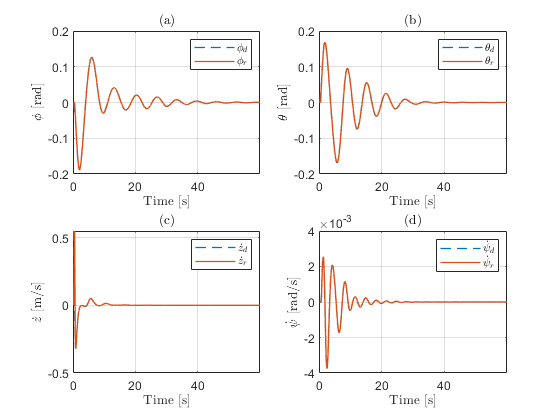 (a)
0.2
0.1
0
-0.1
-0.2
0 20 40
Time [s]
φ̇ [rad]
ϕ_d
ϕ_r
(b)
0.2
0.1
0
-0.1
-0.2
0 20 40
Time [s]
θ [rad]
θ_d
θ_r
(c)
0.5
0
-0.5
0 20 40
Time [s]
ż [m/s]
ż_d
ż_r
(d)
×10⁻³
4
2
0
-2
-4
0 20 40
Time [s]
ψ̇ [rad/s]
ψ̇_d
ψ̇_r